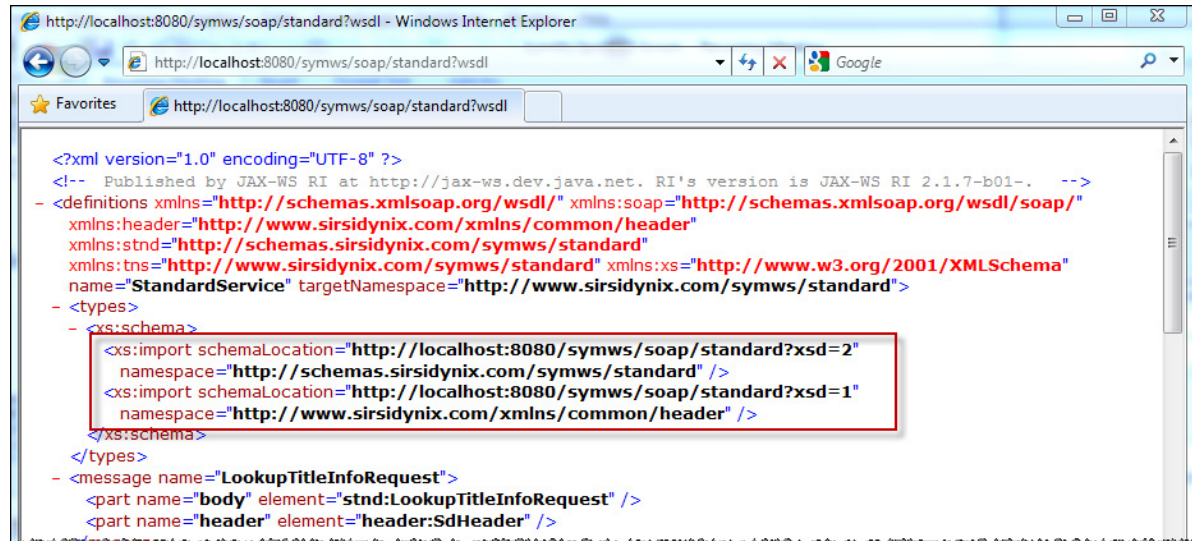 http://localhost:8080/symws/soap/standard?wsdl - Windows Internet Explorer
http://localhost:8080/symws/soap/standard?wsdl
Google
Favorites
http://localhost:8080/symws/soap/standard?wsdl
<?xml version="1.0" encoding="UTF-8" ?>
<!-- Published by JAX-WS RI at http://jax-ws.dev.java.net. RI's version is JAX-WS RI 2.1.7-b01-. -->
- <definitions xmlns="http://schemas.xmlsoap.org/wsdl/" xmlns:soap="http://schemas.xmlsoap.org/wsdl/soap/"
xmlns:header="http://www.sirsidynix.com/xmlns/common/header"
xmlns:stnd="http://schemas.sirsidynix.com/symws/standard"
xmlns:tns="http://www.sirsidynix.com/symws/standard" xmlns:xs="http://www.w3.org/2001/XMLSchema"
name="StandardService" targetNamespace="http://www.sirsidynix.com/symws/standard">
- <types>
- <xs:schema>
<xs:import schemaLocation="http://localhost:8080/symws/soap/standard?xsd=2"
namespace="http://schemas.sirsidynix.com/symws/standard" />
<xs:import schemaLocation="http://localhost:8080/symws/soap/standard?xsd=1"
namespace="http://www.sirsidynix.com/xmlns/common/header" />
</xs:schema>
</types>
- <message name="LookupTitleInfoRequest">
<part name="body" element="stnd:LookupTitleInfoRequest" />
<part name="header" element="header:SdHeader" />